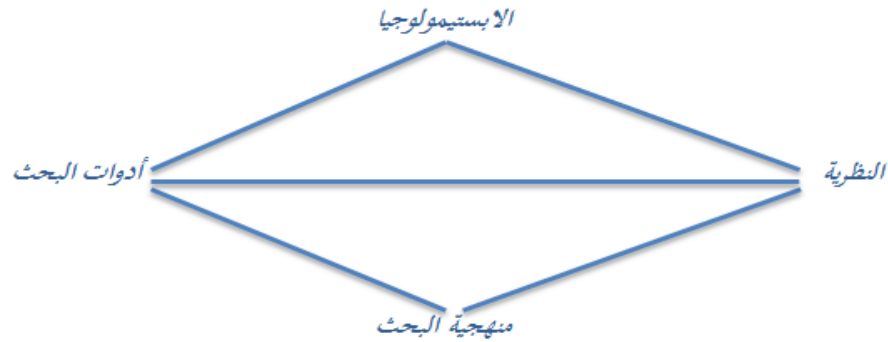 الابستيمولوجيا
النظرية
أدوات البحث
منهجية البحث